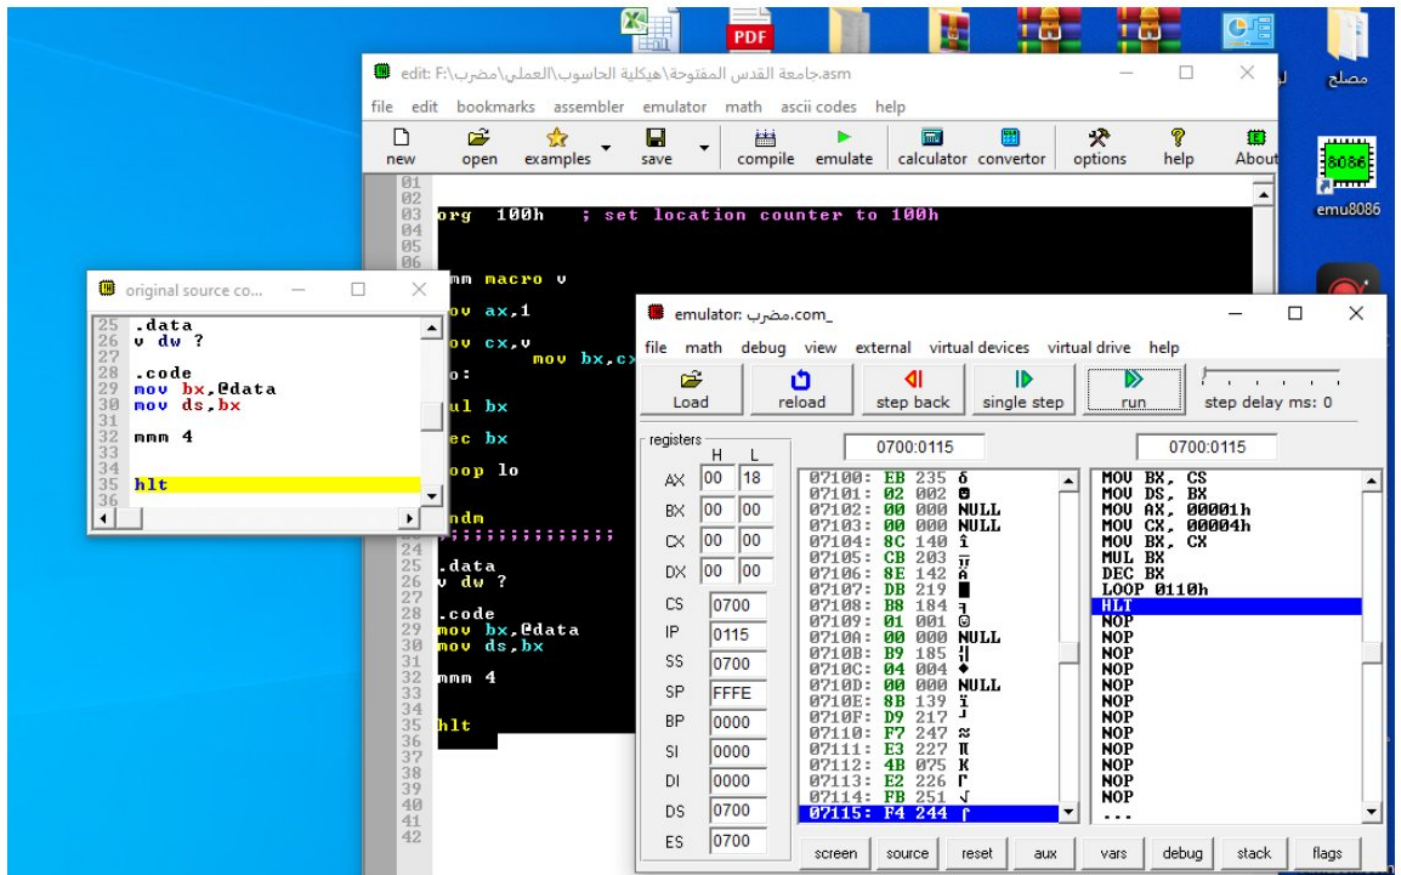 PDF
مصلح
8086
emu8086
edit: F:\جامعة القدس المفتوحة\هيكلية الحاسوب\العملي\مضرب.asm
file edit bookmarks assembler emulator math ascii codes help
new open examples save compile emulate calculator convertor options help About
01
02
03 org 100h ; set location counter to 100h
04
05
06
mm macro v
ov ax,1
ov cx,v
mov bx,cx
o:
ul bx
ec bx
oop lo
ndm
;;;;;;;;;;;;;;;
24
25 .data
26 v dw ?
27
28 .code
29 mov bx,@data
30 mov ds,bx
31
32 mmm 4
33
34
35 hlt
36
37
38
39
40
41
42
original source co...
25 .data
26 v dw ?
27
28 .code
29 mov bx,@data
30 mov ds,bx
31
32 mmm 4
33
34
35 hlt
36
emulator: مضرب.com_
file math debug view external virtual devices virtual drive help
Load reload step back single step run step delay ms: 0
registers
H L
AX 00 18
BX 00 00
CX 00 00
DX 00 00
CS 0700
IP 0115
SS 0700
SP FFFE
BP 0000
SI 0000
DI 0000
DS 0700
ES 0700
0700:0115 0700:0115
07100: EB 235 δ
07101: 02 002 ☻
07102: 00 000 NULL
07103: 00 000 NULL
07104: 8C 140 î
07105: CB 203 ╦
07106: 8E 142 Ä
07107: DB 219 █
07108: B8 184 ╕
07109: 01 001 ☺
0710A: 00 000 NULL
0710B: B9 185 ╣
0710C: 04 004 ♦
0710D: 00 000 NULL
0710E: 8B 139 ï
0710F: D9 217 ┘
07110: F7 247 ≈
07111: E3 227 π
07112: 4B 075 K
07113: E2 226 Γ
07114: FB 251 √
07115: F4 244 ⌠
MOV BX, CS
MOV DS, BX
MOV AX, 00001h
MOV CX, 00004h
MOV BX, CX
MUL BX
DEC BX
LOOP 0110h
HLT
NOP
NOP
NOP
NOP
NOP
NOP
NOP
NOP
NOP
NOP
NOP
NOP
...
screen source reset aux vars debug stack flags